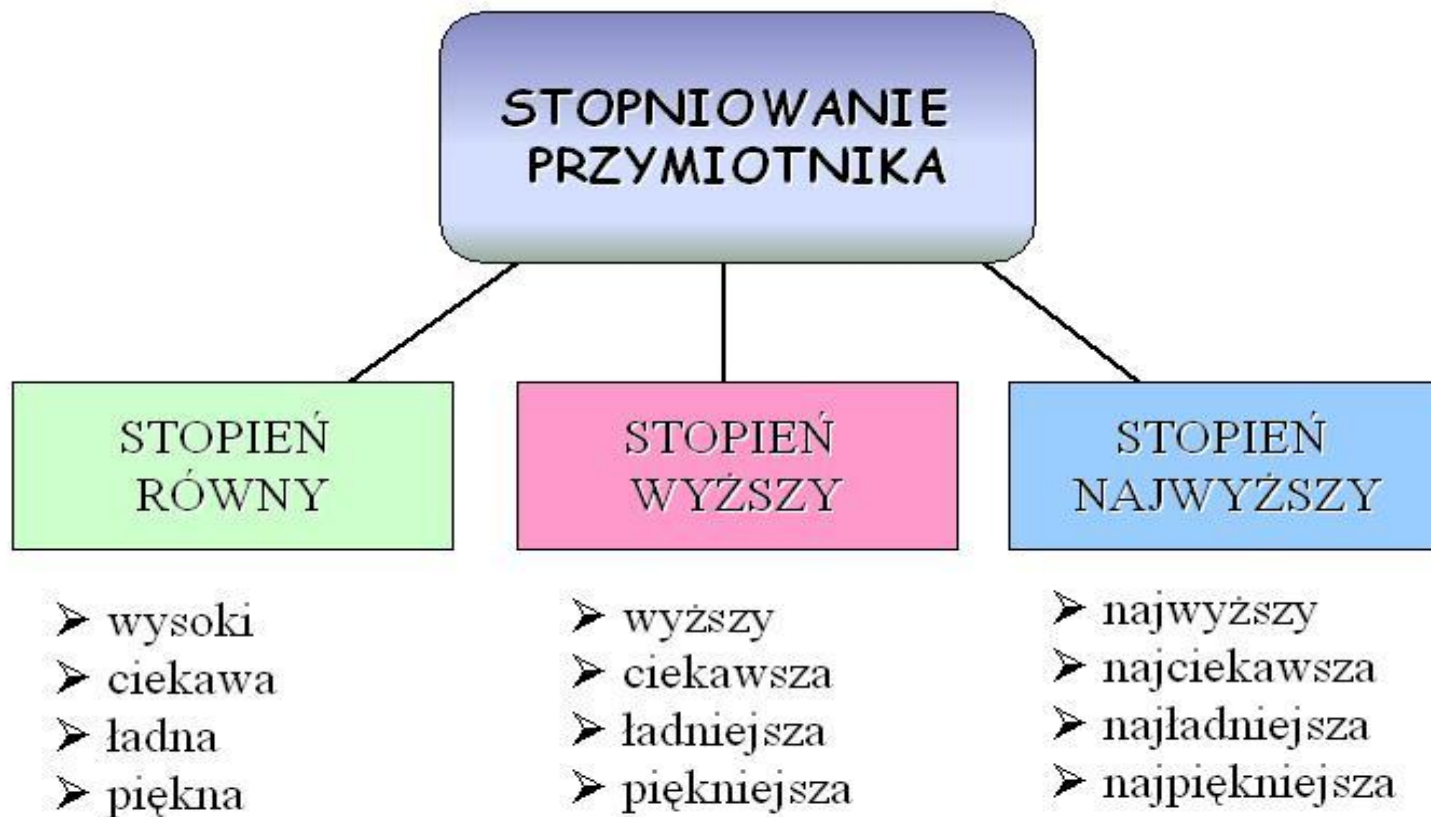 STOPNIOWANIE
PRZYMIOTNIKA
STOPIEŃ
RÓWNY
wysoki
ciekawa
ładna
piękna
STOPIEŃ
WYŻSZY
wyższy
ciekawsza
ładniejsza
piękniejsza
STOPIEŃ
NAJWYŻSZY
najwyższy
najciekawsza
najładniejsza
najpiękniejsza